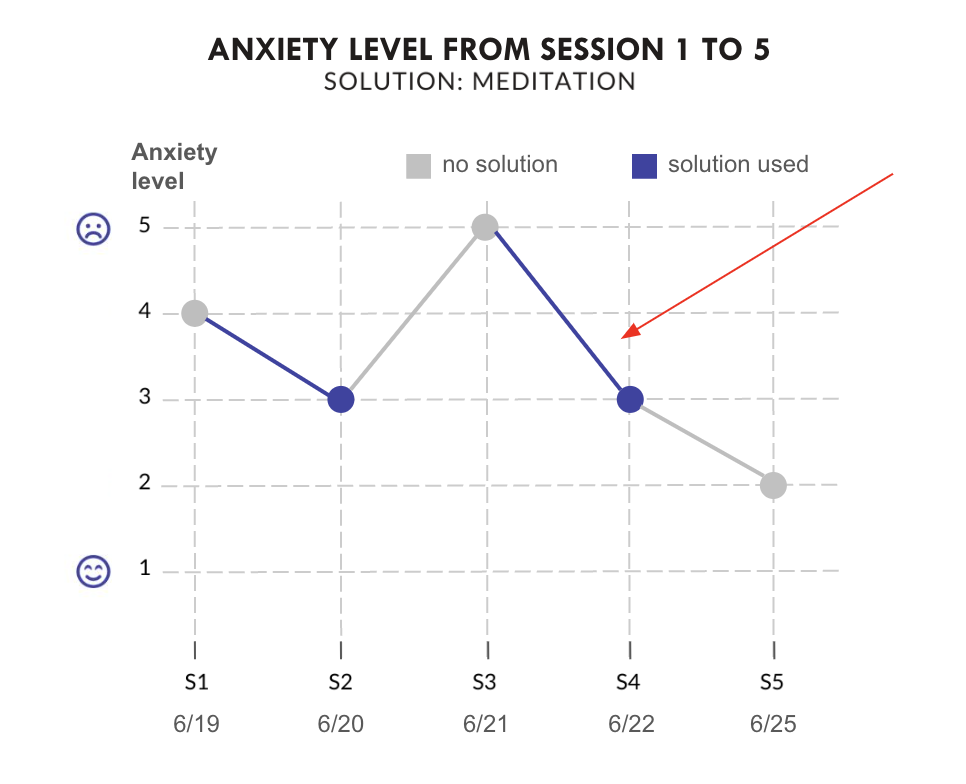 ANXIETY LEVEL FROM SESSION 1 TO 5
SOLUTION: MEDITATION
Anxiety
level
no solution
solution used
5
4
3
2
1
S1
S2
S3
S4
S5
6/19
6/20
6/21
6/22
6/25